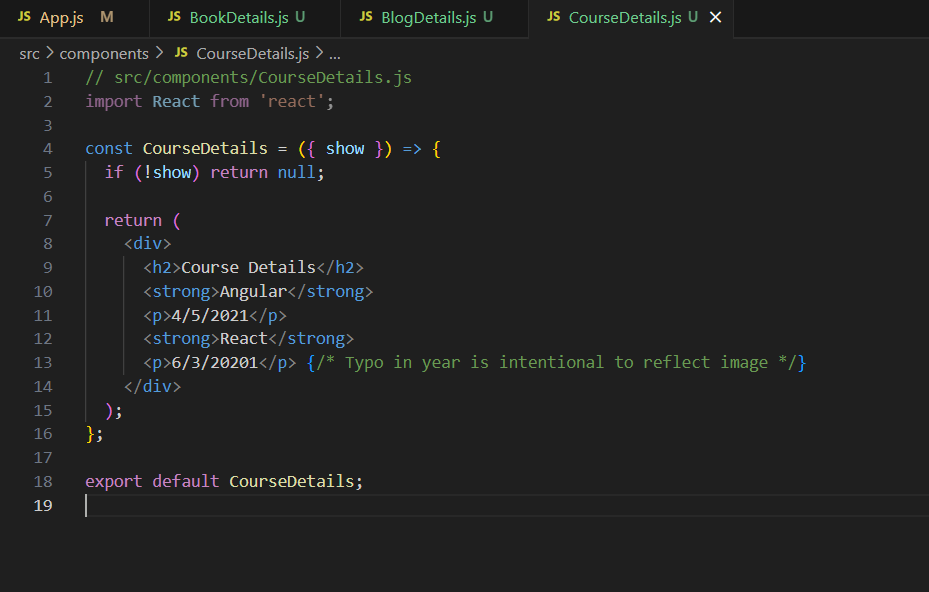 JS App.js M JS BookDetails.js U JS BlogDetails.js U JS CourseDetails.js U ×
src > components > JS CourseDetails.js > ...
1 // src/components/CourseDetails.js
2 import React from 'react';
3
4 const CourseDetails = ({ show }) => {
5   if (!show) return null;
6
7   return (
8     <div>
9       <h2>Course Details</h2>
10       <strong>Angular</strong>
11       <p>4/5/2021</p>
12       <strong>React</strong>
13       <p>6/3/20201</p> {/* Typo in year is intentional to reflect image */}
14     </div>
15   );
16 };
17
18 export default CourseDetails;
19